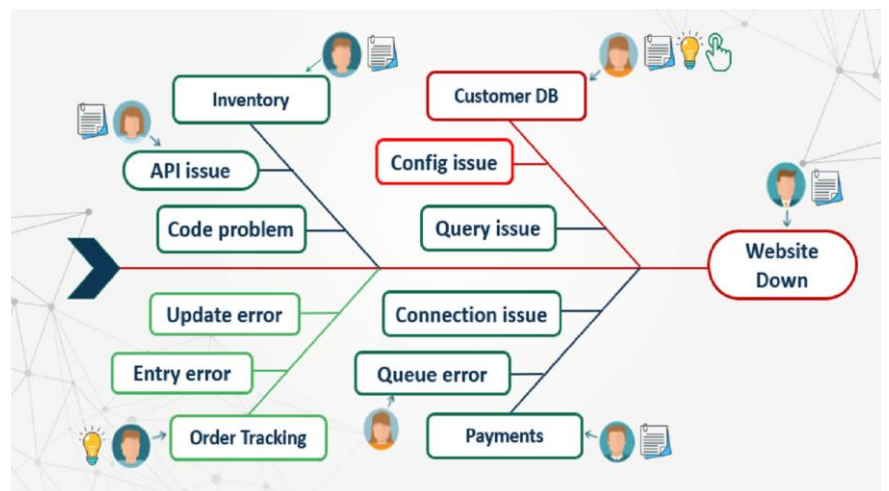 Inventory
Customer DB
API issue
Config issue
Code problem
Query issue
Website
Down
Update error
Connection issue
Entry error
Queue error
Order Tracking
Payments